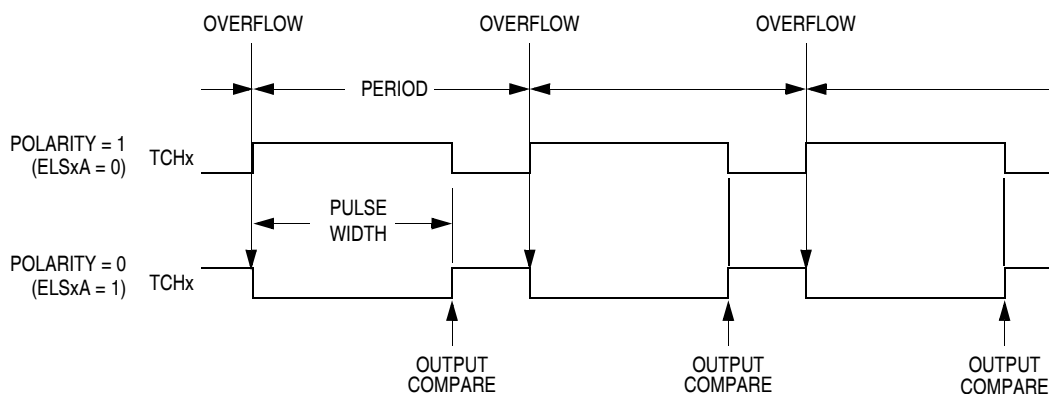 OVERFLOW OVERFLOW OVERFLOW
PERIOD
POLARITY = 1
(ELSxA = 0)
TCHx
PULSE
WIDTH
POLARITY = 0
(ELSxA = 1)
TCHx
OUTPUT
COMPARE
OUTPUT
COMPARE
OUTPUT
COMPARE